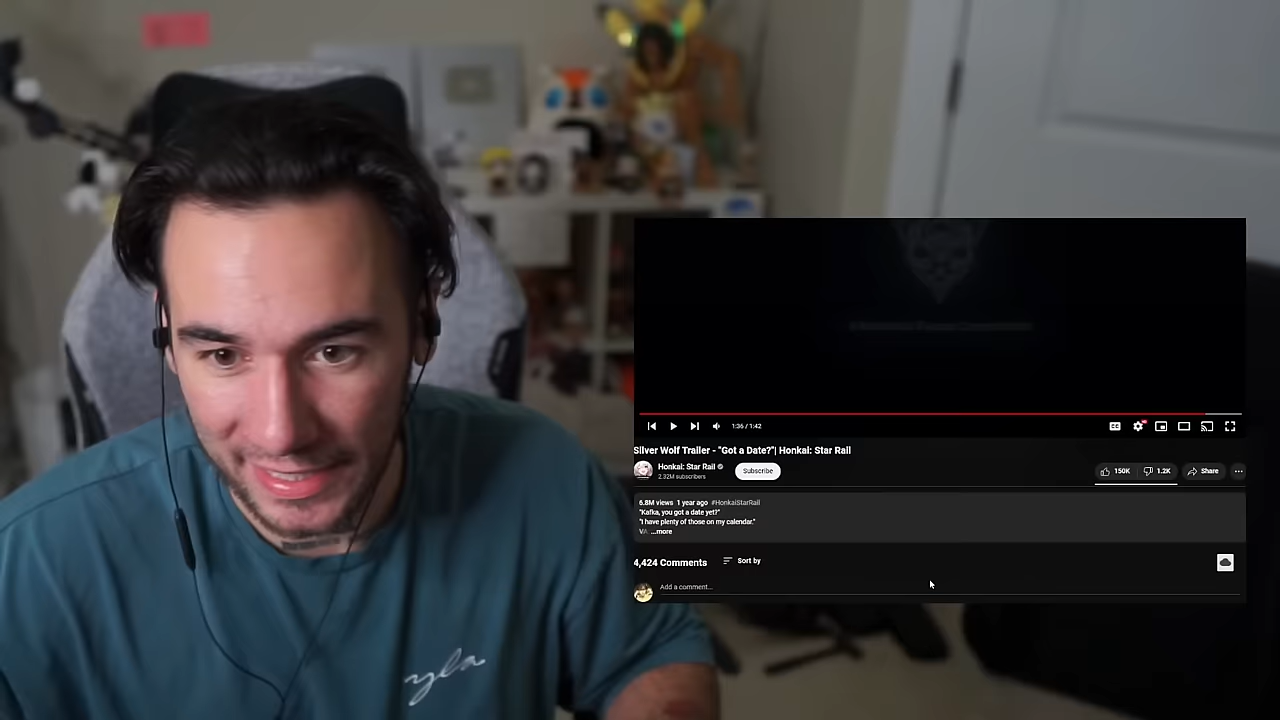 1:36 / 1:42
Silver Wolf Trailer - "Got a Date?"| Honkai: Star Rail
Honkai: Star Rail
2.32M subscribers
Subscribe
150K
1.2K
Share
6.8M views 1 year ago #HonkaiStarRail
"Kafka, you got a date yet?"
"I have plenty of those on my calendar."
...more
4,424 Comments
Sort by
Add a comment...